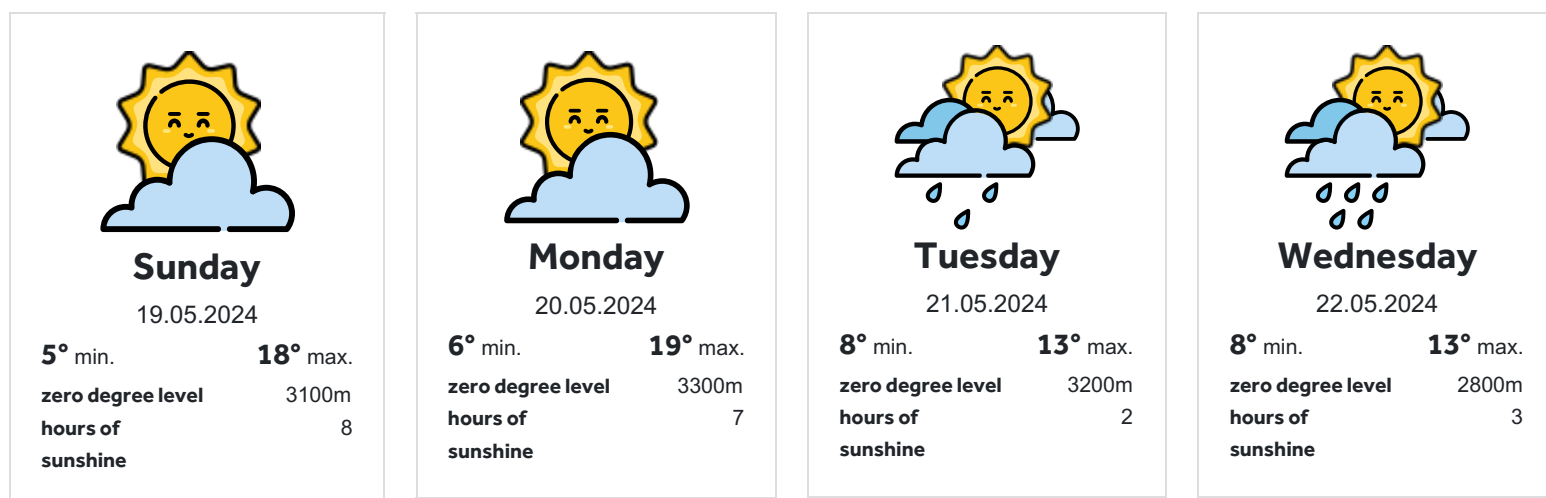 Sunday
19.05.2024
5° min. 18° max.
zero degree level 3100m
hours of 8
sunshine
Monday
20.05.2024
6° min. 19° max.
zero degree level 3300m
hours of 7
sunshine
Tuesday
21.05.2024
8° min. 13° max.
zero degree level 3200m
hours of 2
sunshine
Wednesday
22.05.2024
8° min. 13° max.
zero degree level 2800m
hours of 3
sunshine